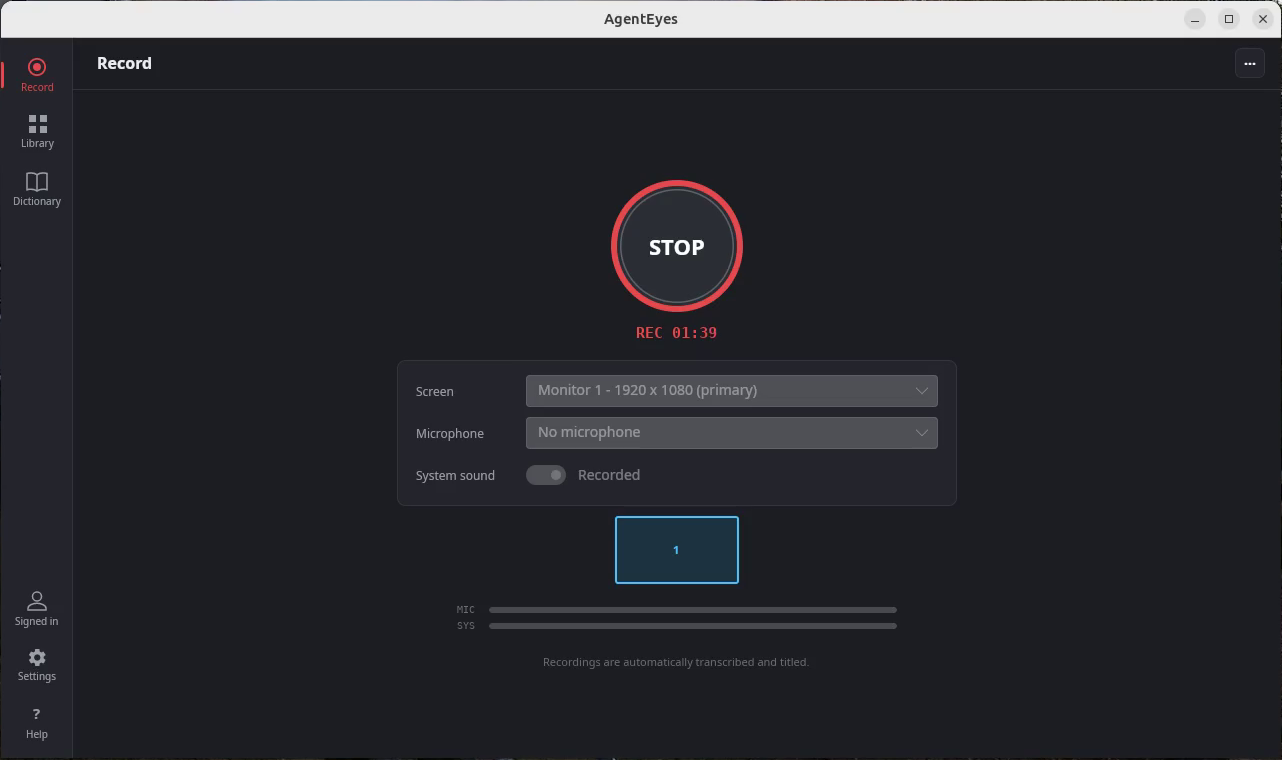 AgentEyes
Record
Record
...
Library
Dictionary
STOP
REC 01:39
Screen
Monitor 1 - 1920 x 1080 (primary)
Microphone
No microphone
System sound
Recorded
1
MIC
SYS
Recordings are automatically transcribed and titled.
Signed in
Settings
?
Help